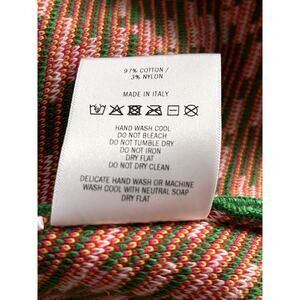 97% COTTON /
3% NYLON
MADE IN ITALY
HAND WASH COOL
DO NOT BLEACH
DO NOT TUMBLE DRY
DO NOT IRON
DRY FLAT
DO NOT DRY CLEAN
DELICATE HAND WASH OR MACHINE
WASH COOL WITH NEUTRAL SOAP
DRY FLAT